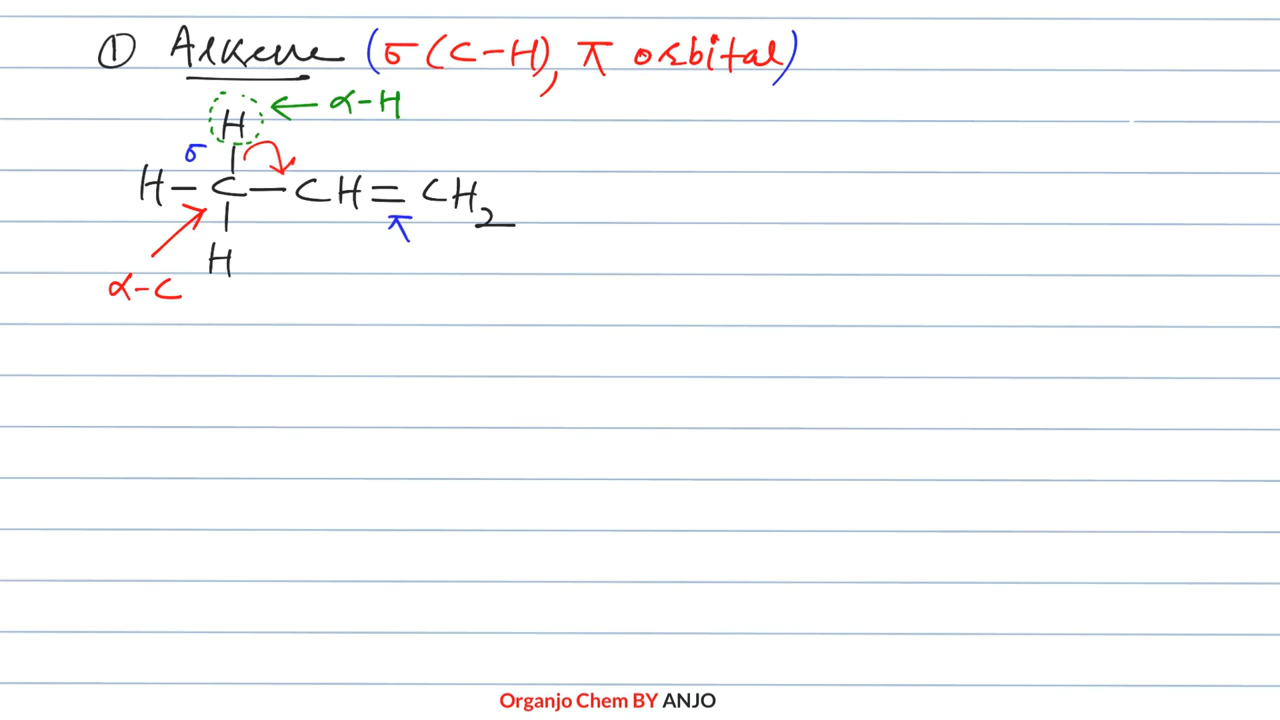 ① Alkene (σ(C-H), π orbital)
H ← α-H
σ
H-C-CH=CH2
π
H
α-C
Organjo Chem BY ANJO